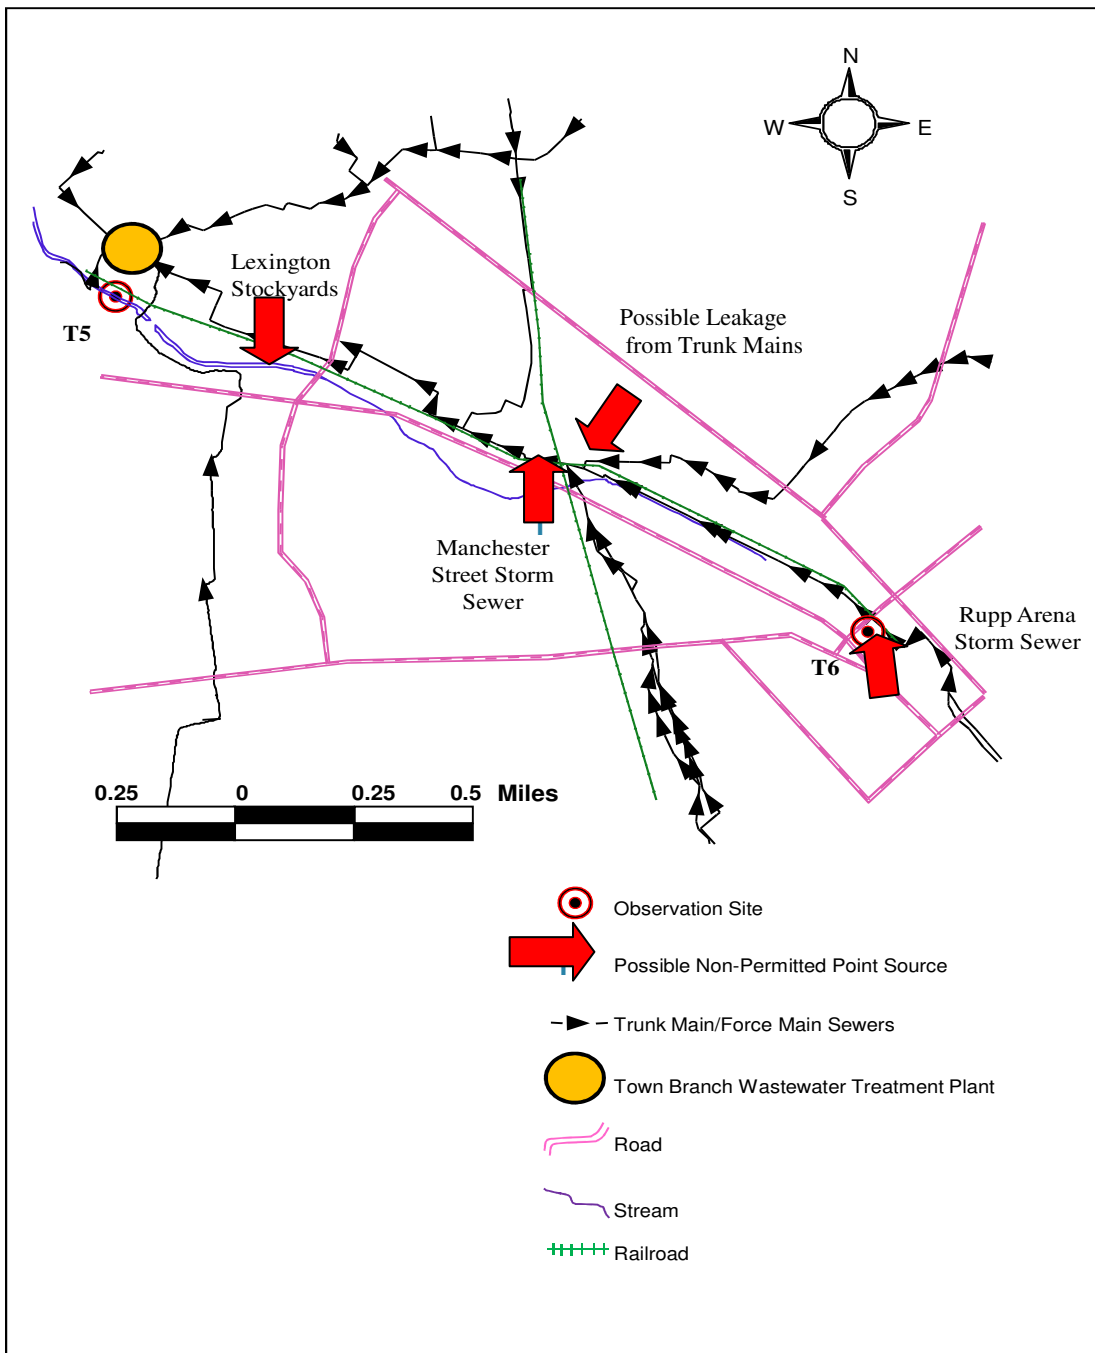 N
W E
S
Lexington
Stockyards
T5
Possible Leakage
from Trunk Mains
Manchester
Street Storm
Sewer
Rupp Arena
Storm Sewer
T6
0.25 0 0.25 0.5 Miles
Observation Site
Possible Non-Permitted Point Source
Trunk Main/Force Main Sewers
Town Branch Wastewater Treatment Plant
Road
Stream
Railroad